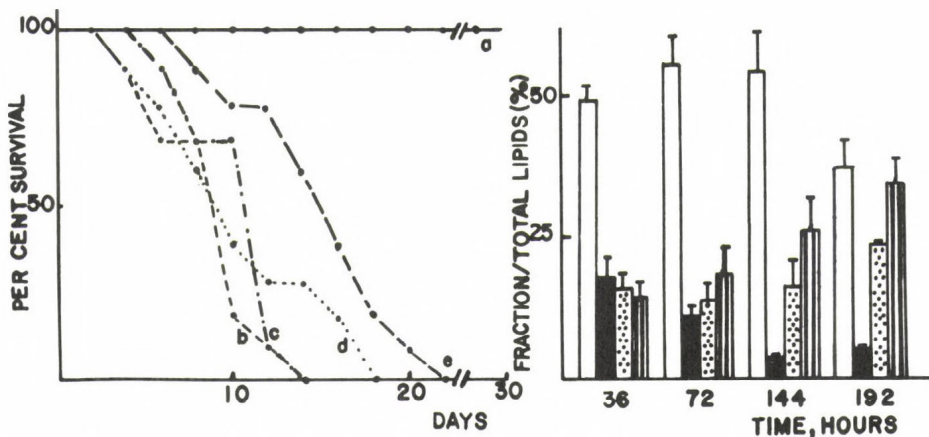 100
50
PER CENT SURVIVAL
a
b
c
d
e
10
20
30
DAYS
FRACTION/TOTAL LIPIDS (%)
50
25
36
72
144
192
TIME, HOURS